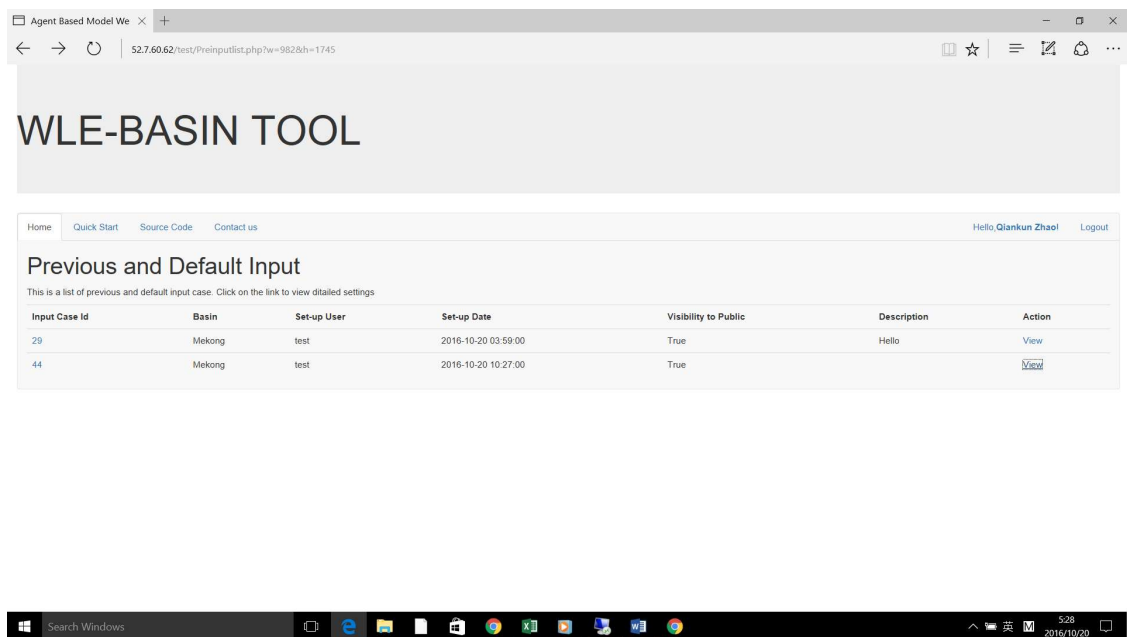 Agent Based Model We
52.7.60.62/test/Preinputlist.php?w=982&h=1745
WLE-BASIN TOOL
Home Quick Start Source Code Contact us Hello,Qiankun Zhao! Logout
Previous and Default Input
This is a list of previous and default input case. Click on the link to view ditailed settings
Input Case Id Basin Set-up User Set-up Date Visibility to Public Description Action
29 Mekong test 2016-10-20 03:59:00 True Hello View
44 Mekong test 2016-10-20 10:27:00 True View
Search Windows 英 M 5:28
2016/10/20